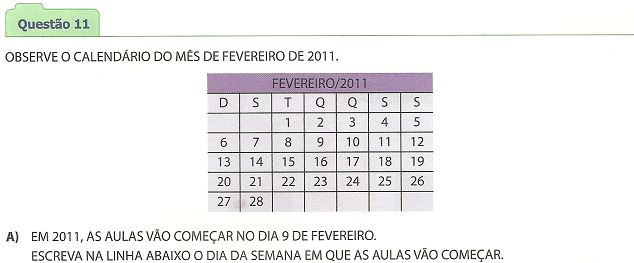 Questão 11
OBSERVE O CALENDÁRIO DO MÊS DE FEVEREIRO DE 2011.
FEVEREIRO/2011
D S T Q Q S S
1 2 3 4 5
6 7 8 9 10 11 12
13 14 15 16 17 18 19
20 21 22 23 24 25 26
27 28
A) EM 2011, AS AULAS VÃO COMEÇAR NO DIA 9 DE FEVEREIRO.
ESCREVA NA LINHA ABAIXO O DIA DA SEMANA EM QUE AS AULAS VÃO COMEÇAR.